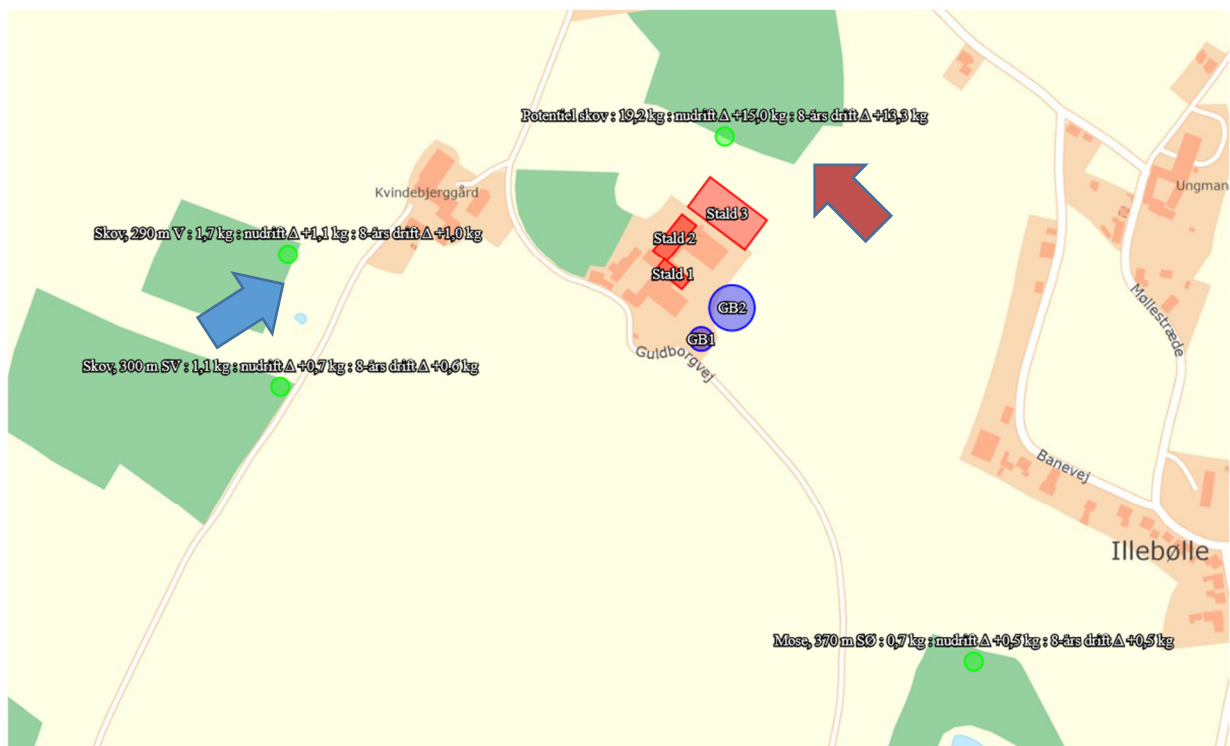 Potentiel skov : 19,2 kg : nudrift Δ +15,0 kg : 8-års drift Δ +13,3 kg
Kvindebjerggård
Ungman
Stald 3
Skov, 290 m V : 1,7 kg : nudrift Δ +1,1 kg : 8-års drift Δ +1,0 kg
Stald 2
Stald 1
GB2
Møllestræde
GB1
Guldborgvej
Skov, 300 m SV : 1,1 kg : nudrift Δ +0,7 kg : 8-års drift Δ +0,6 kg
Banevej
Illebølle
Mose, 370 m SØ : 0,7 kg : nudrift Δ +0,5 kg : 8-års drift Δ +0,5 kg